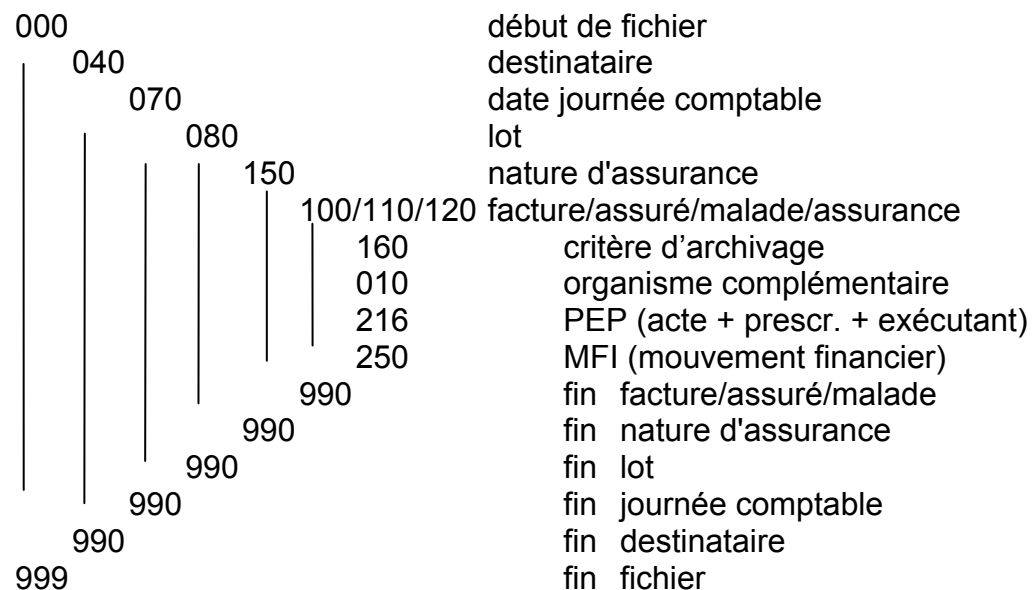 000 début de fichier
040 destinataire
070 date journée comptable
080 lot
150 nature d'assurance
100/110/120 facture/assuré/malade/assurance
160 critère d’archivage
010 organisme complémentaire
216 PEP (acte + prescr. + exécutant)
250 MFI (mouvement financier)
990 fin facture/assuré/malade
990 fin nature d'assurance
990 fin lot
990 fin journée comptable
990 fin destinataire
999 fin fichier